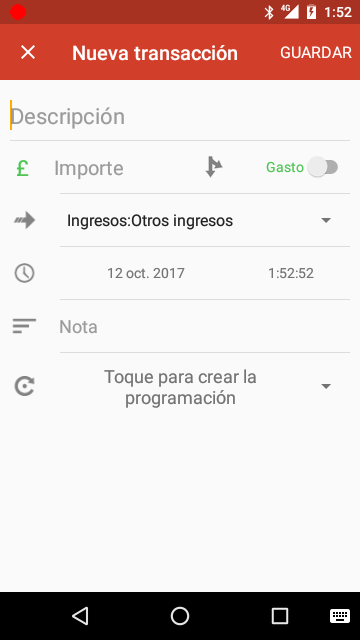 4G 1:52
Nueva transacción GUARDAR
Descripción
£ Importe Gasto
Ingresos:Otros ingresos
12 oct. 2017 1:52:52
Nota
Toque para crear la
programación